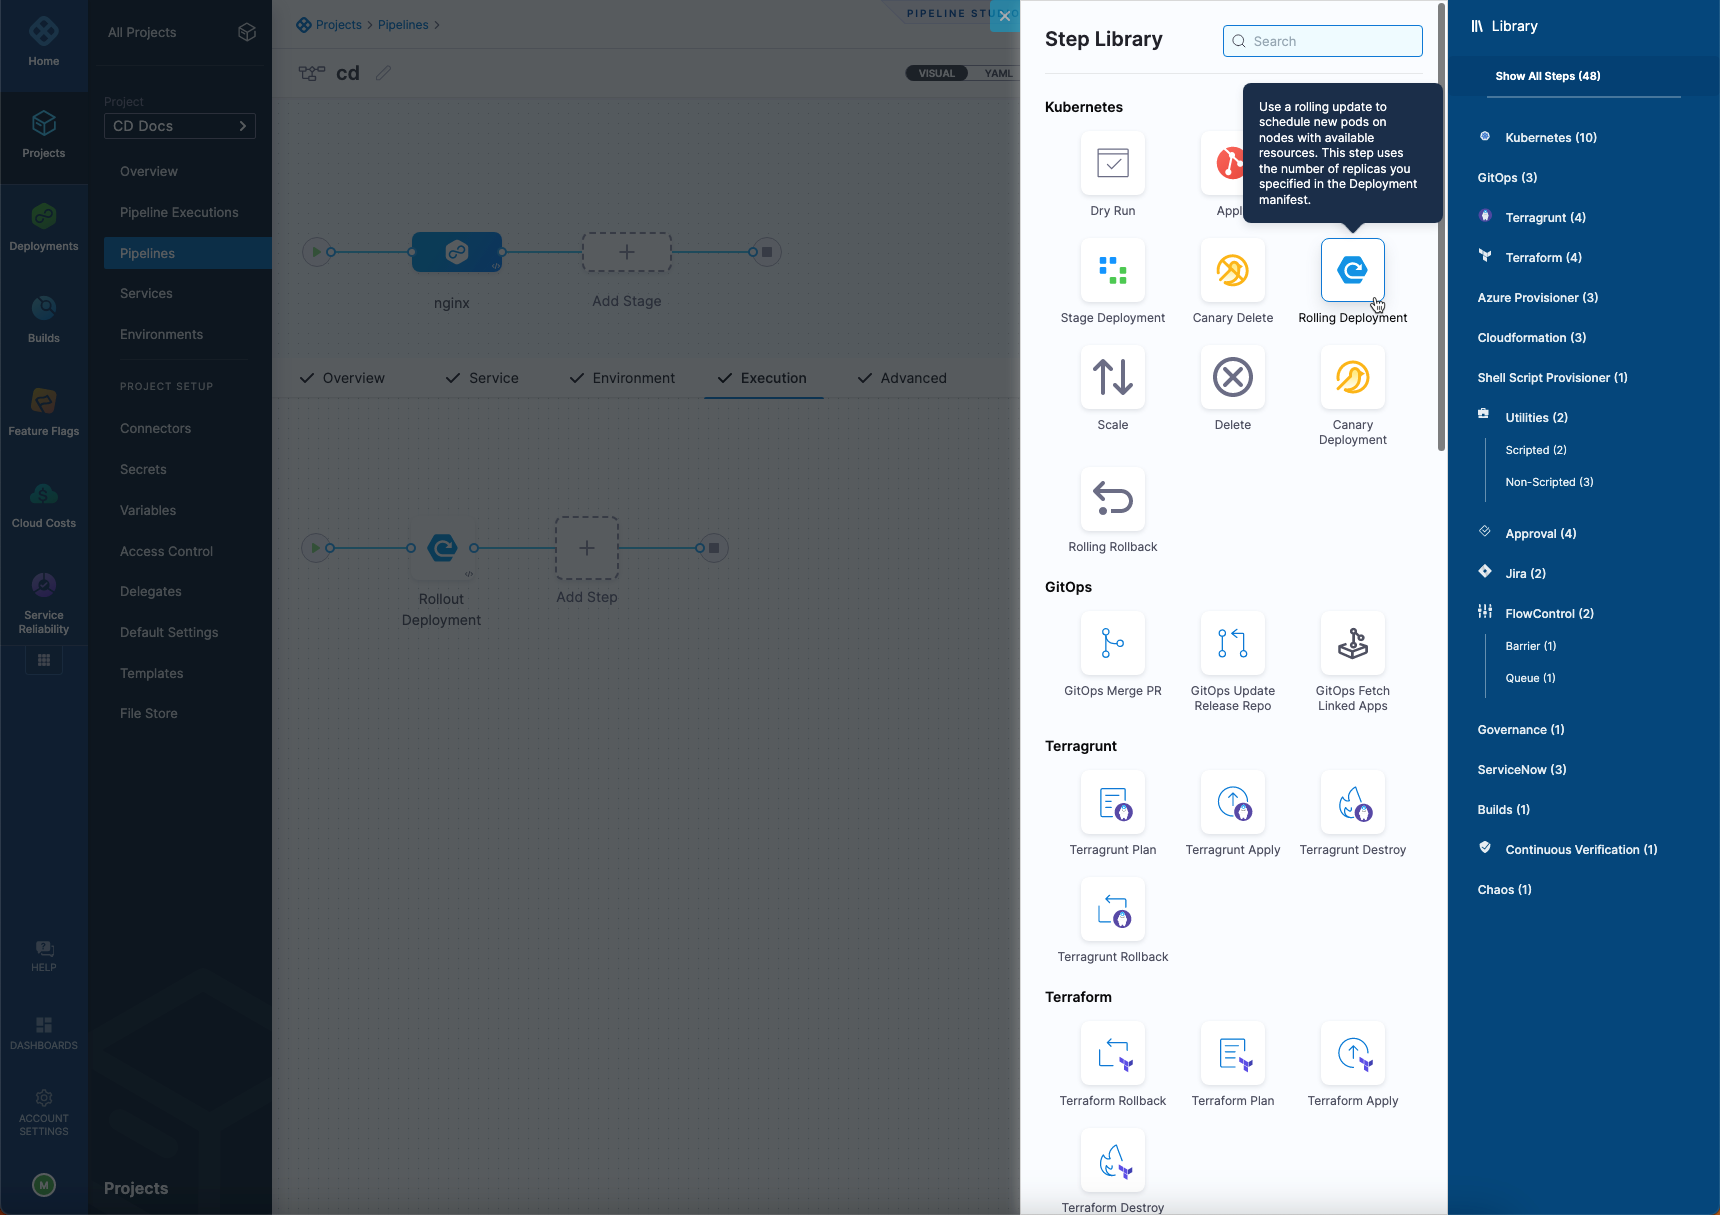 Home
Projects
Deployments
Builds
Feature Flags
Cloud Costs
Service
Reliability
HELP
DASHBOARDS
ACCOUNT
SETTINGS
M
All Projects
Project
CD Docs
Overview
Pipeline Executions
Pipelines
Services
Environments
PROJECT SETUP
Connectors
Secrets
Variables
Access Control
Delegates
Default Settings
Templates
File Store
Projects
Projects > Pipelines >
PIPELINE STU
cd
VISUAL
YAML
nginx
Add Stage
Overview
Service
Environment
Execution
Advanced
Rollout
Deployment
Add Step
Step Library
Search
Kubernetes
Use a rolling update to
schedule new pods on
nodes with available
resources. This step uses
the number of replicas you
specified in the Deployment
manifest.
Dry Run
Appl
Stage Deployment
Canary Delete
Rolling Deployment
Scale
Delete
Canary
Deployment
Rolling Rollback
GitOps
GitOps Merge PR
GitOps Update
Release Repo
GitOps Fetch
Linked Apps
Terragrunt
Terragrunt Plan
Terragrunt Apply
Terragrunt Destroy
Terragrunt Rollback
Terraform
Terraform Rollback
Terraform Plan
Terraform Apply
Terraform Destroy
Library
Show All Steps (48)
Kubernetes (10)
GitOps (3)
Terragrunt (4)
Terraform (4)
Azure Provisioner (3)
Cloudformation (3)
Shell Script Provisioner (1)
Utilities (2)
Scripted (2)
Non-Scripted (3)
Approval (4)
Jira (2)
FlowControl (2)
Barrier (1)
Queue (1)
Governance (1)
ServiceNow (3)
Builds (1)
Continuous Verification (1)
Chaos (1)